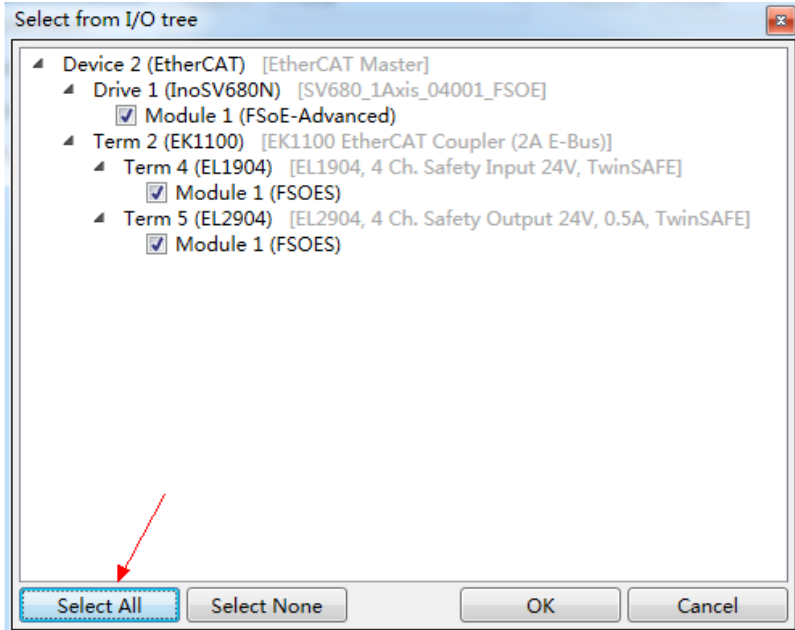 Select from I/O tree
Device 2 (EtherCAT) [EtherCAT Master]
Drive 1 (InoSV680N) [SV680_1Axis_04001_FSOE]
Module 1 (FSoE-Advanced)
Term 2 (EK1100) [EK1100 EtherCAT Coupler (2A E-Bus)]
Term 4 (EL1904) [EL1904, 4 Ch. Safety Input 24V, TwinSAFE]
Module 1 (FSOES)
Term 5 (EL2904) [EL2904, 4 Ch. Safety Output 24V, 0.5A, TwinSAFE]
Module 1 (FSOES)
Select All Select None OK Cancel